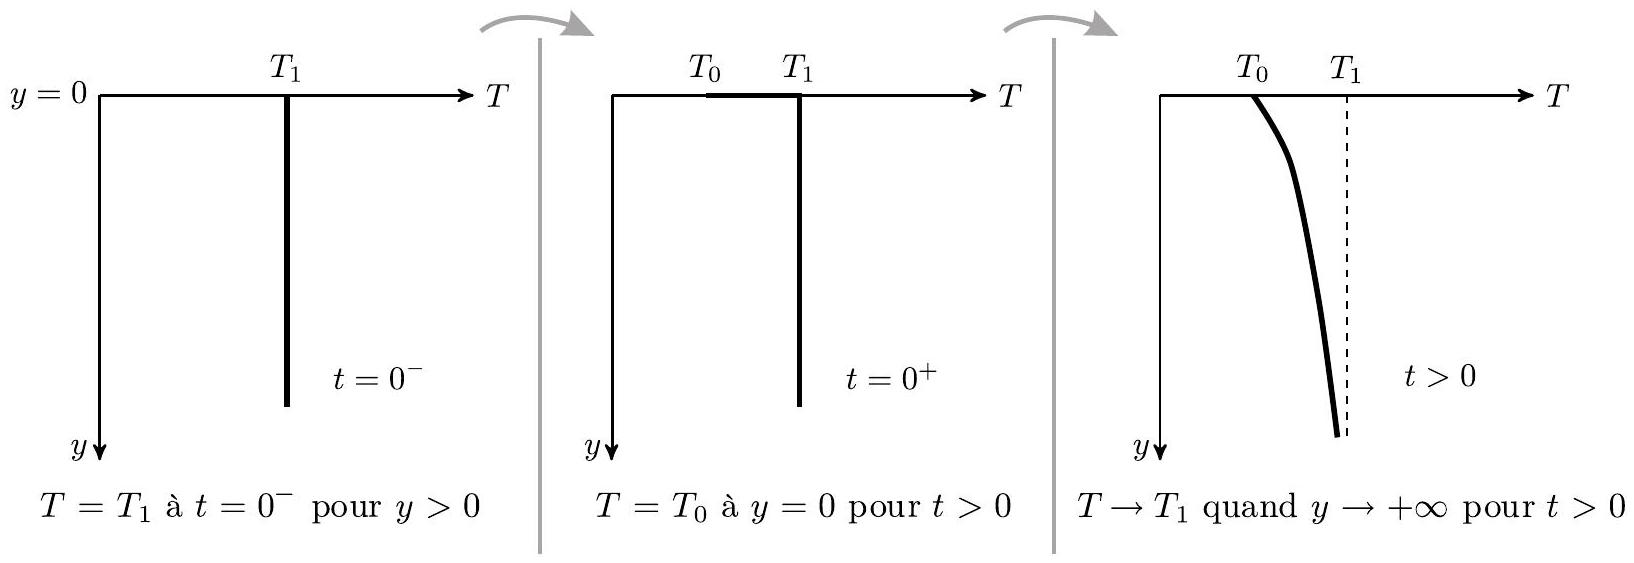 T₁
y = 0
T
t = 0⁻
y
T = T₁ à t = 0⁻ pour y > 0
T₀ T₁
T
t = 0⁺
y
T = T₀ à y = 0 pour t > 0
T₀ T₁
T
t > 0
y
T → T₁ quand y → +∞ pour t > 0